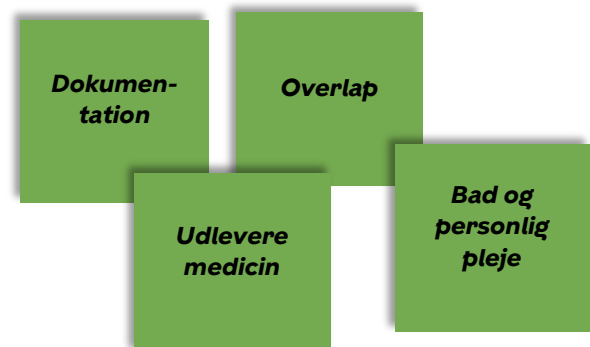 Dokumen-
tation
Overlap
Udlevere
medicin
Bad og
personlig
pleje